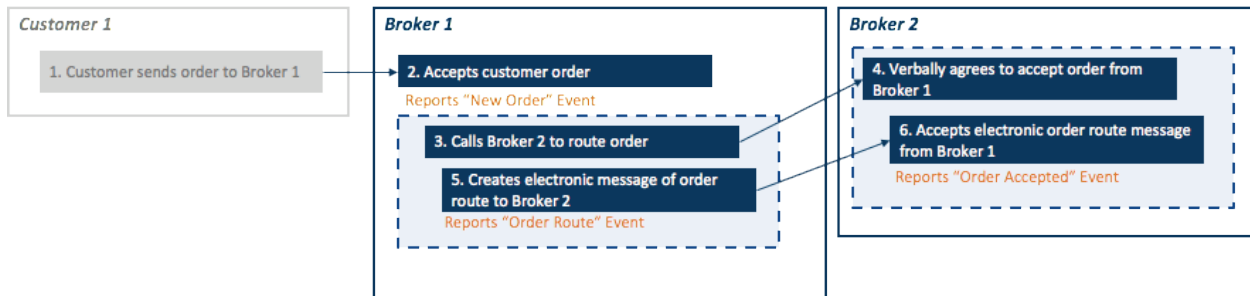 Customer 1
1. Customer sends order to Broker 1
Broker 1
2. Accepts customer order
Reports “New Order” Event
3. Calls Broker 2 to route order
5. Creates electronic message of order
route to Broker 2
Reports “Order Route” Event
Broker 2
4. Verbally agrees to accept order from
Broker 1
6. Accepts electronic order route message
from Broker 1
Reports “Order Accepted” Event